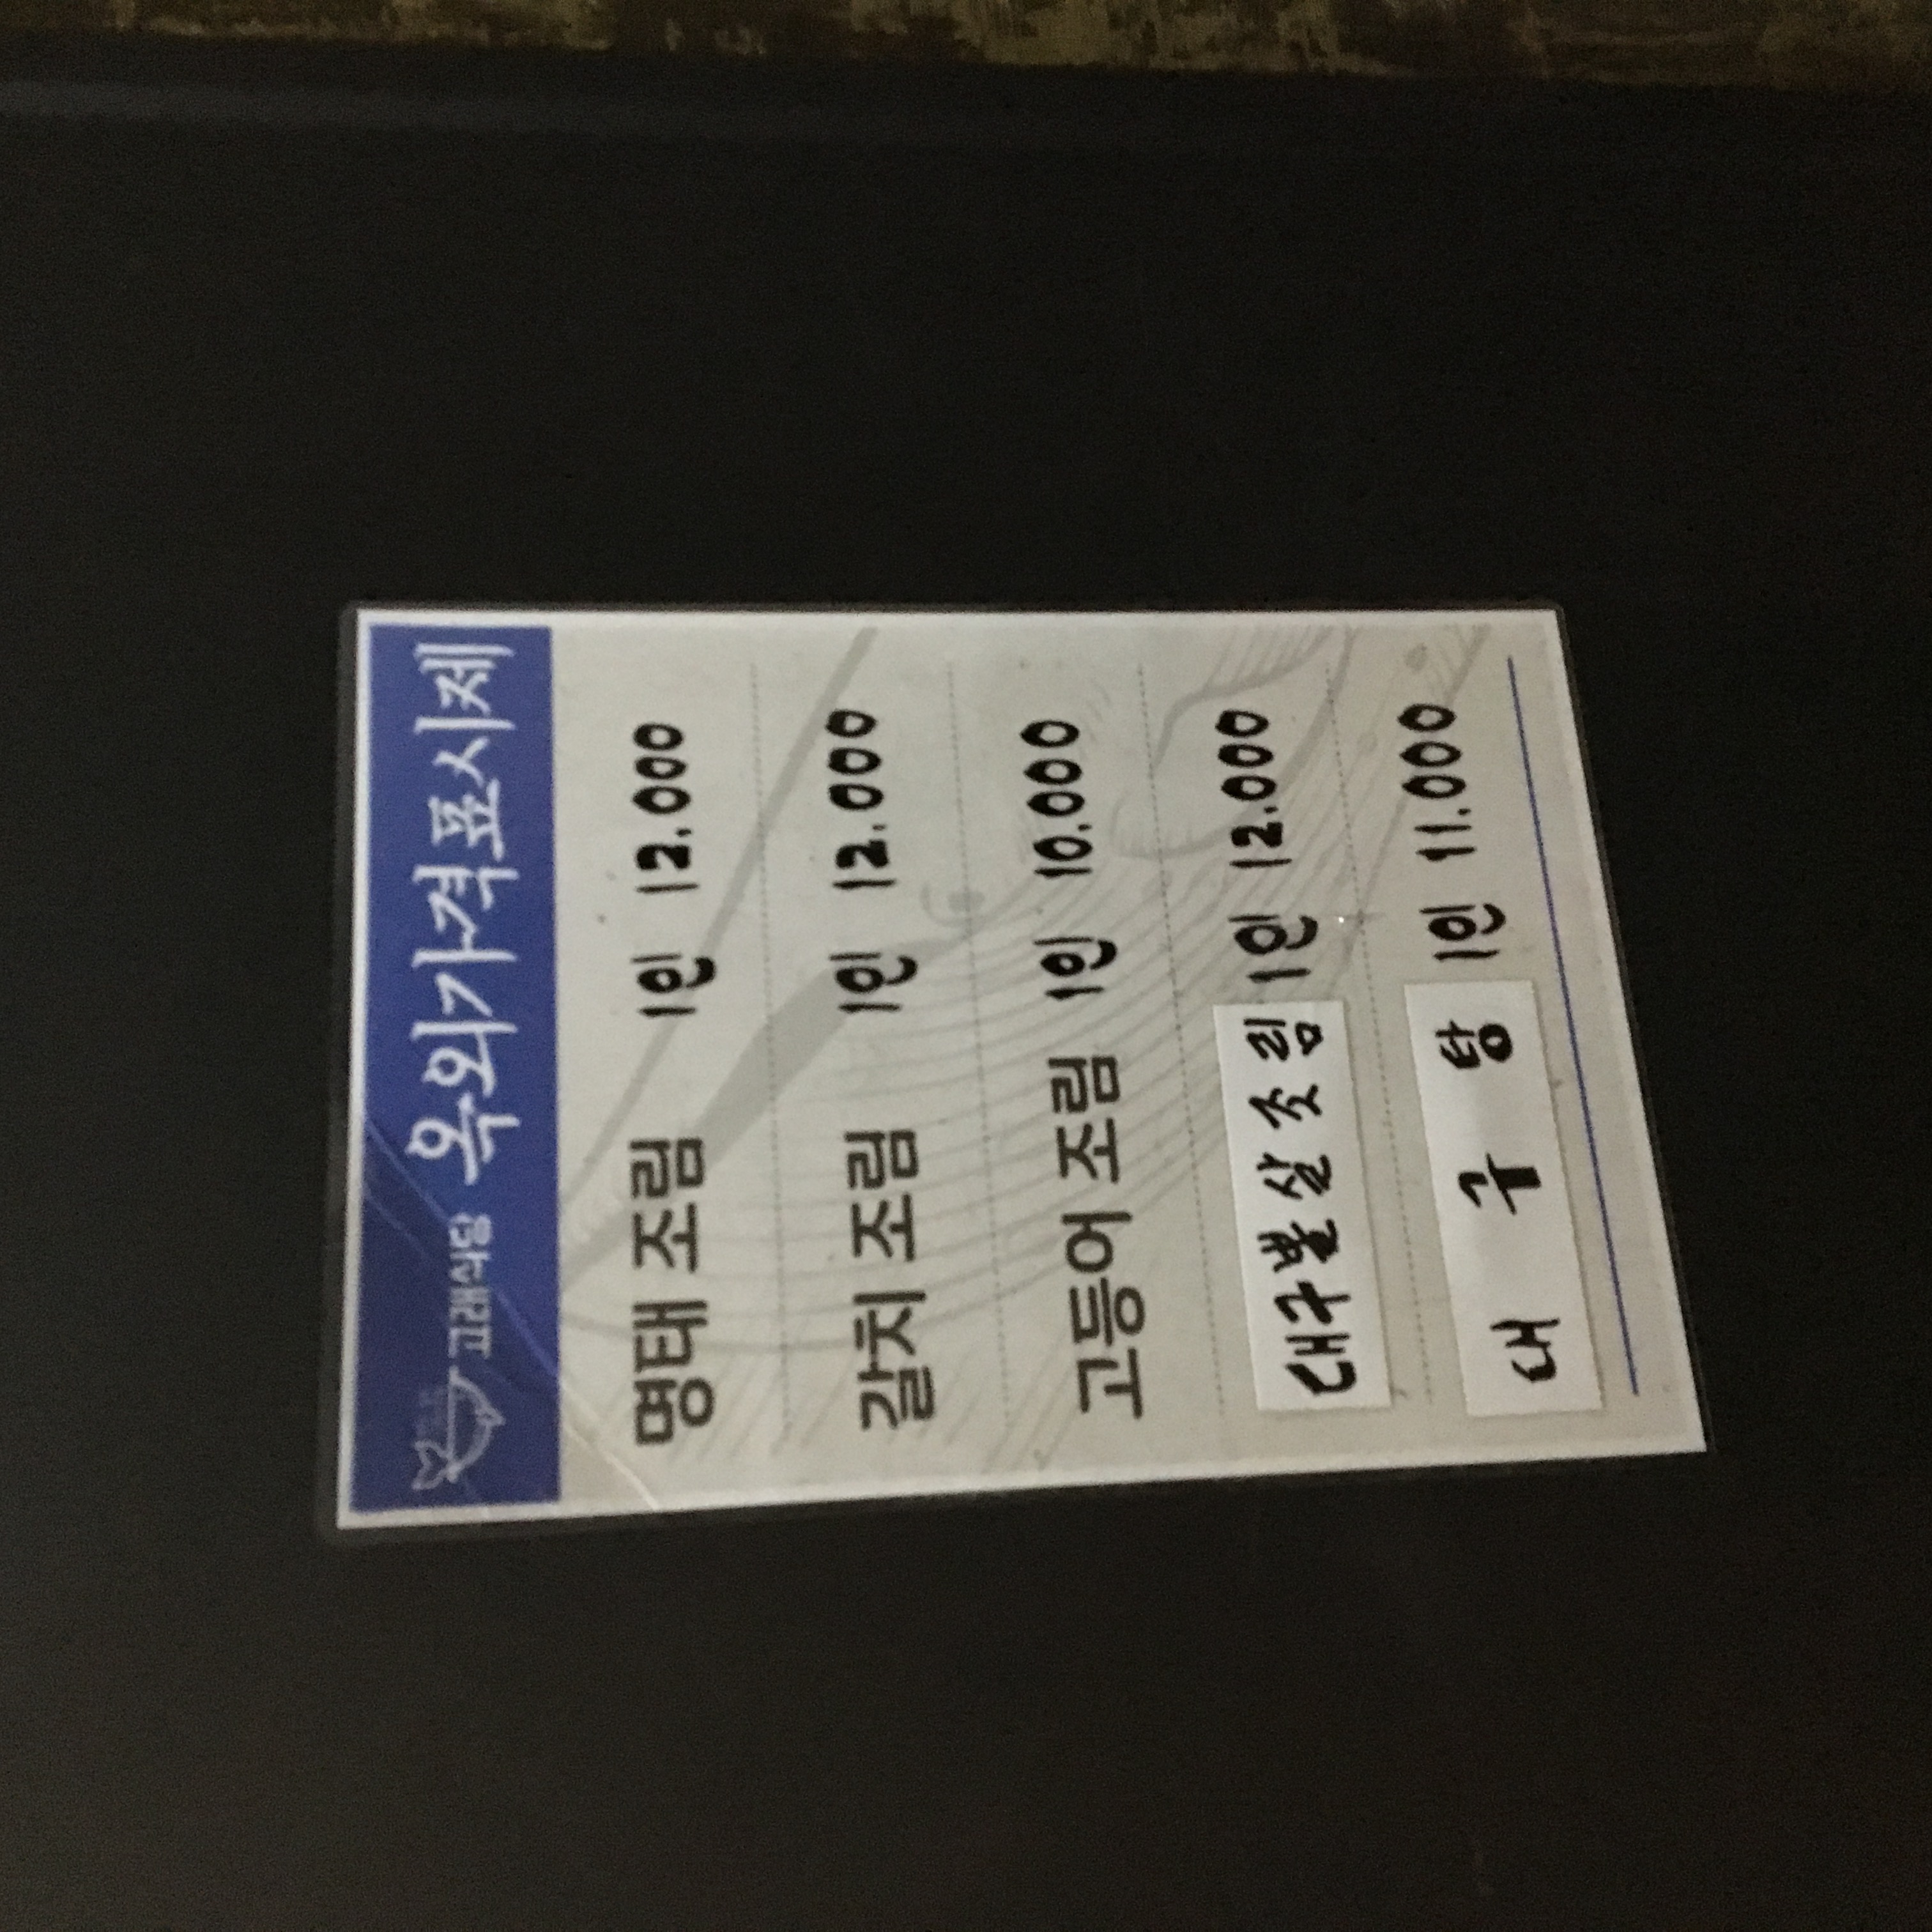 고래식당 옥외가격표시제
명태 조림 1인 12.000
갈치 조림 1인 12.000
고등어 조림 1인 10.000
대구뽈살조림 1인 12.000
대구탕 1인 11.000